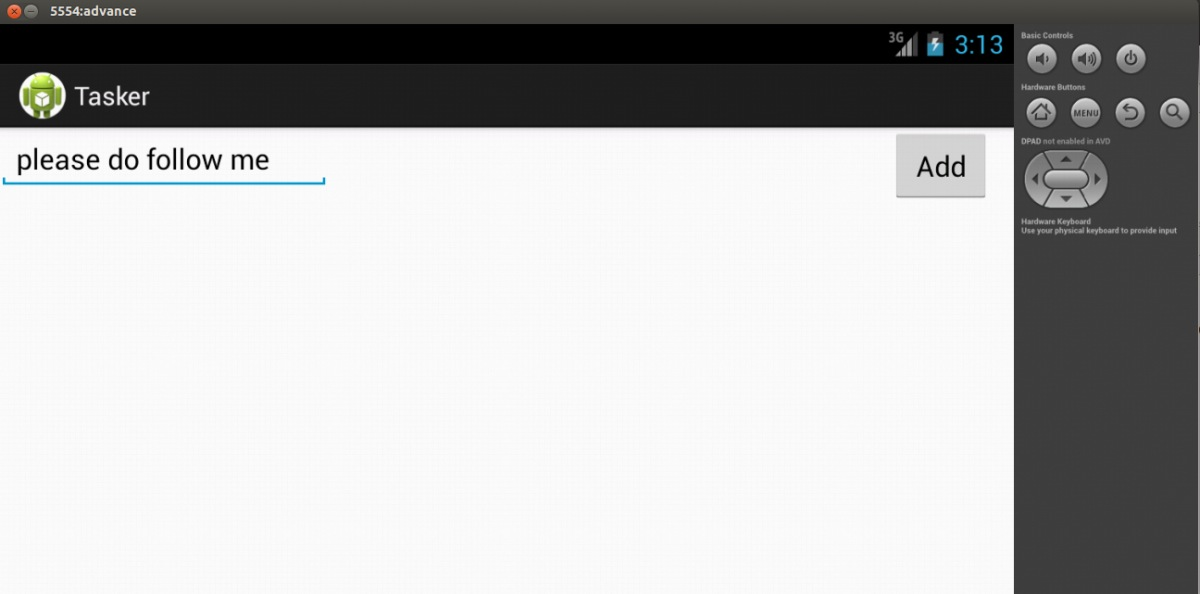 5554:advance
3G
3:13
Tasker
please do follow me
Add
Basic Controls
Hardware Buttons
MENU
DPAD not enabled in AVD
Hardware Keyboard
Use your physical keyboard to provide input